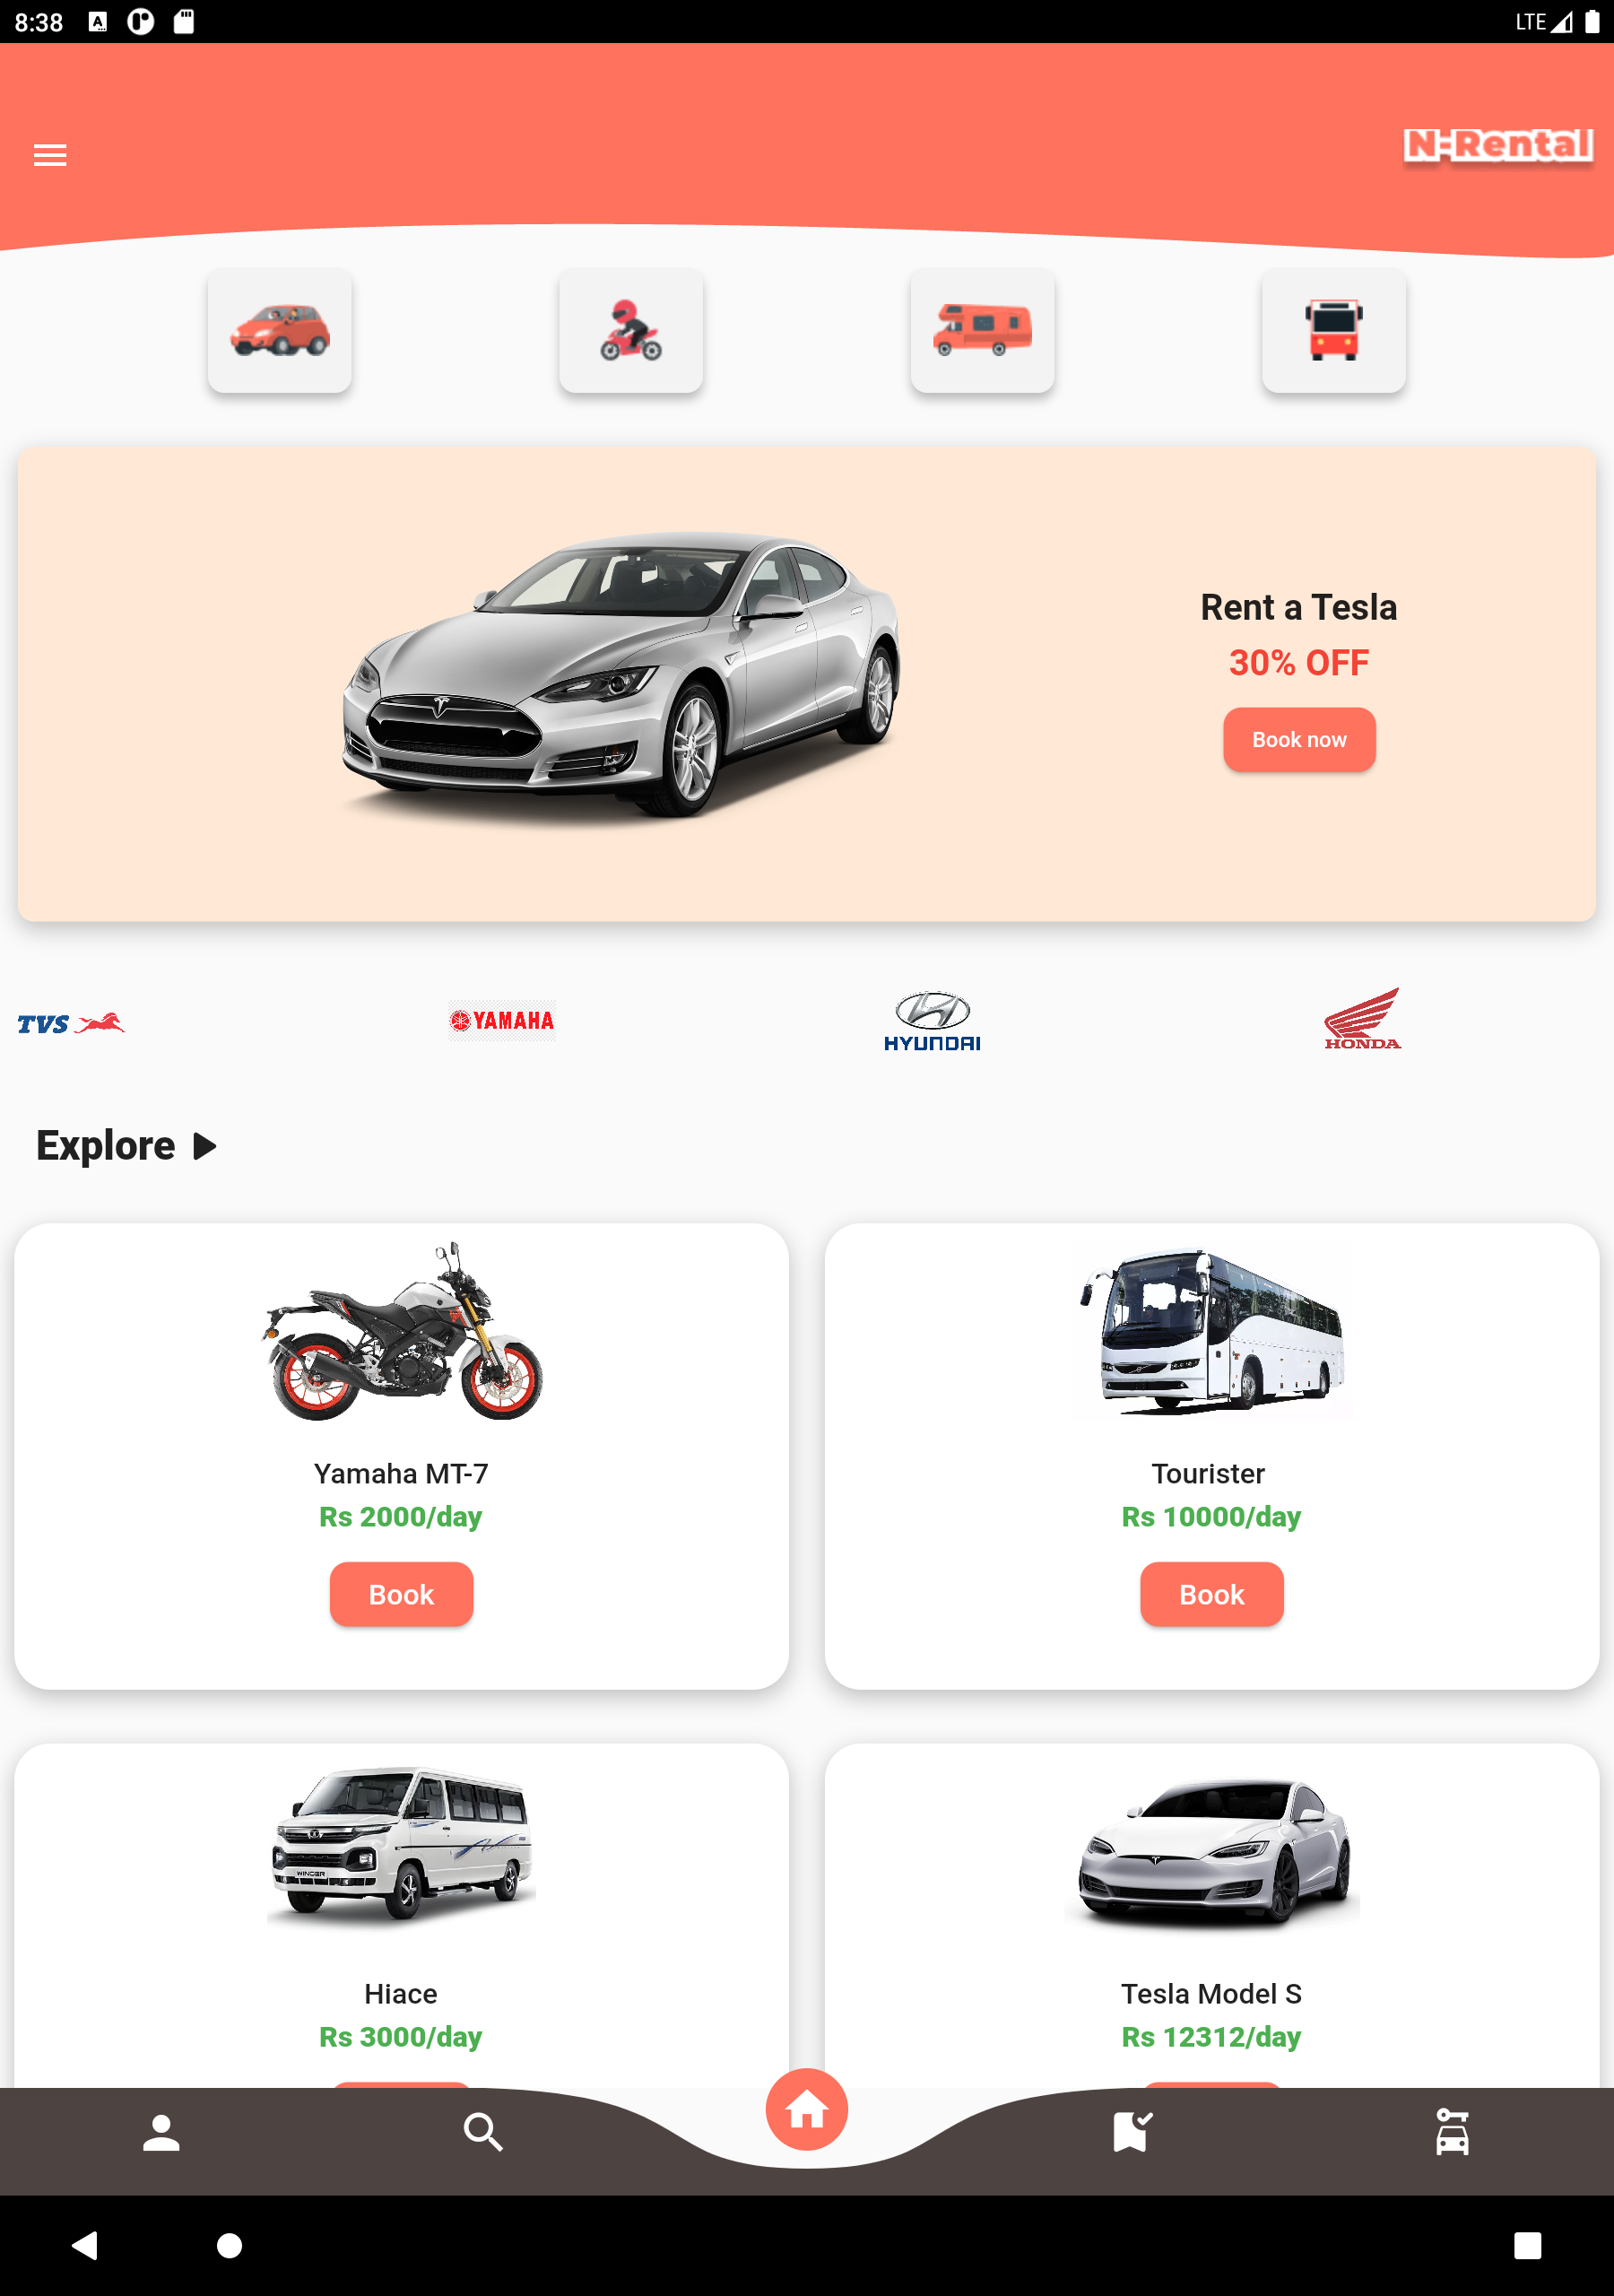 8:38
A
LTE
N-Rental
Rent a Tesla
30% OFF
Book now
TVS
YAMAHA
HYUNDAI
HONDA
Explore
Yamaha MT-7
Rs 2000/day
Book
Tourister
Rs 10000/day
Book
WINGER
Hiace
Rs 3000/day
Tesla Model S
Rs 12312/day